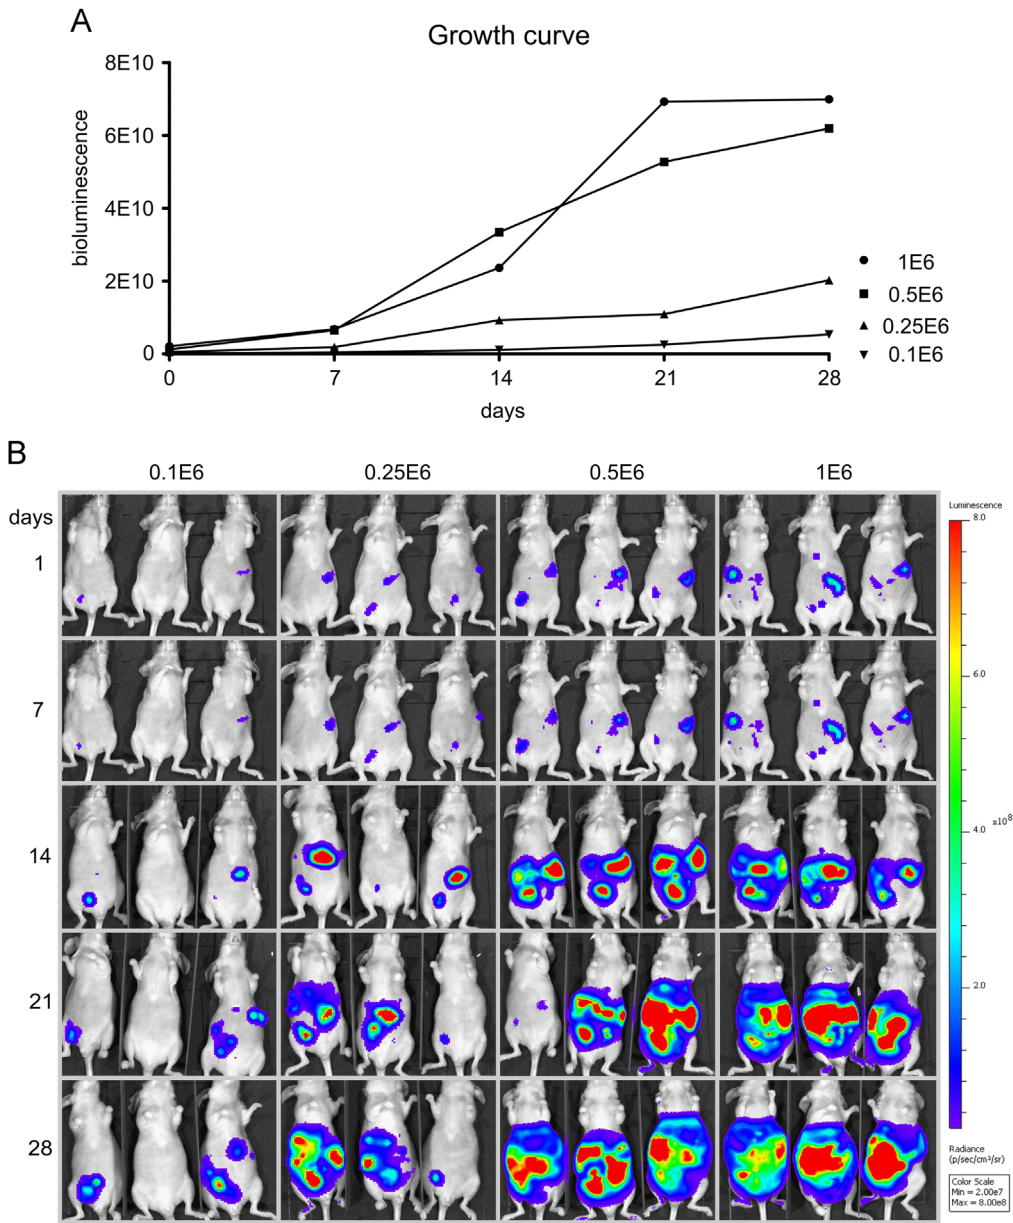 A
Growth curve
8E10
6E10
4E10
2E10
0
bioluminescence
0 7 14 21 28
days
1E6
0.5E6
0.25E6
0.1E6
B
0.1E6 0.25E6 0.5E6 1E6
days
1
7
14
21
28
Luminescence
8.0
6.0
4.0
x10⁸
2.0
Radiance
(p/sec/cm²/sr)
Color Scale
Min = 2.00e7
Max = 8.00e8